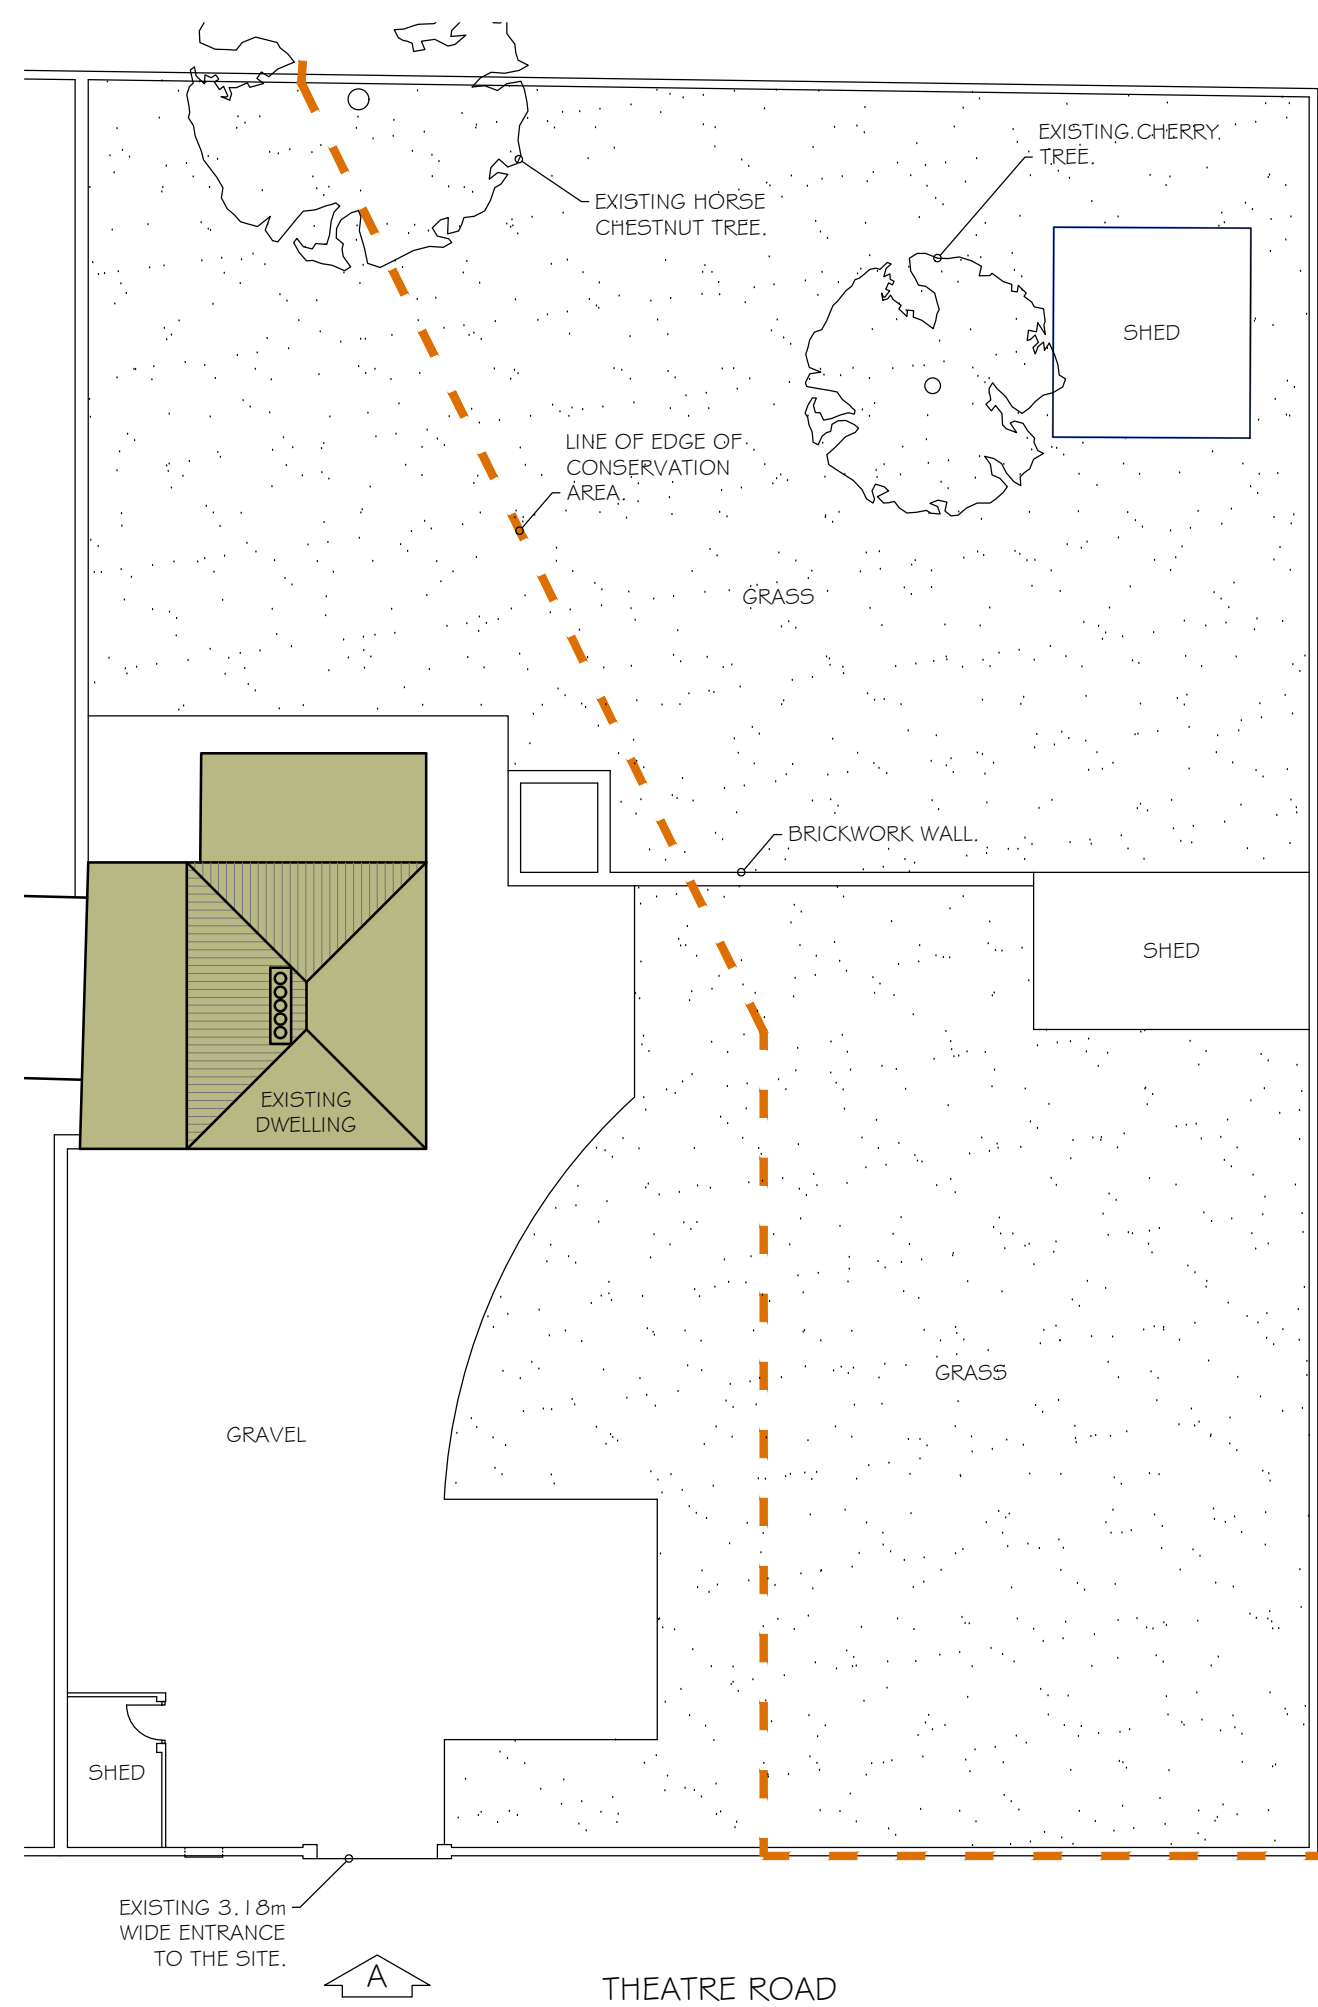 EXISTING CHERRY
TREE.
EXISTING HORSE
CHESTNUT TREE.
SHED
LINE OF EDGE OF
CONSERVATION
AREA.
GRASS
BRICKWORK WALL.
SHED
EXISTING
DWELLING
GRASS
GRAVEL
SHED
EXISTING 3.18m
WIDE ENTRANCE
TO THE SITE.
A
THEATRE ROAD